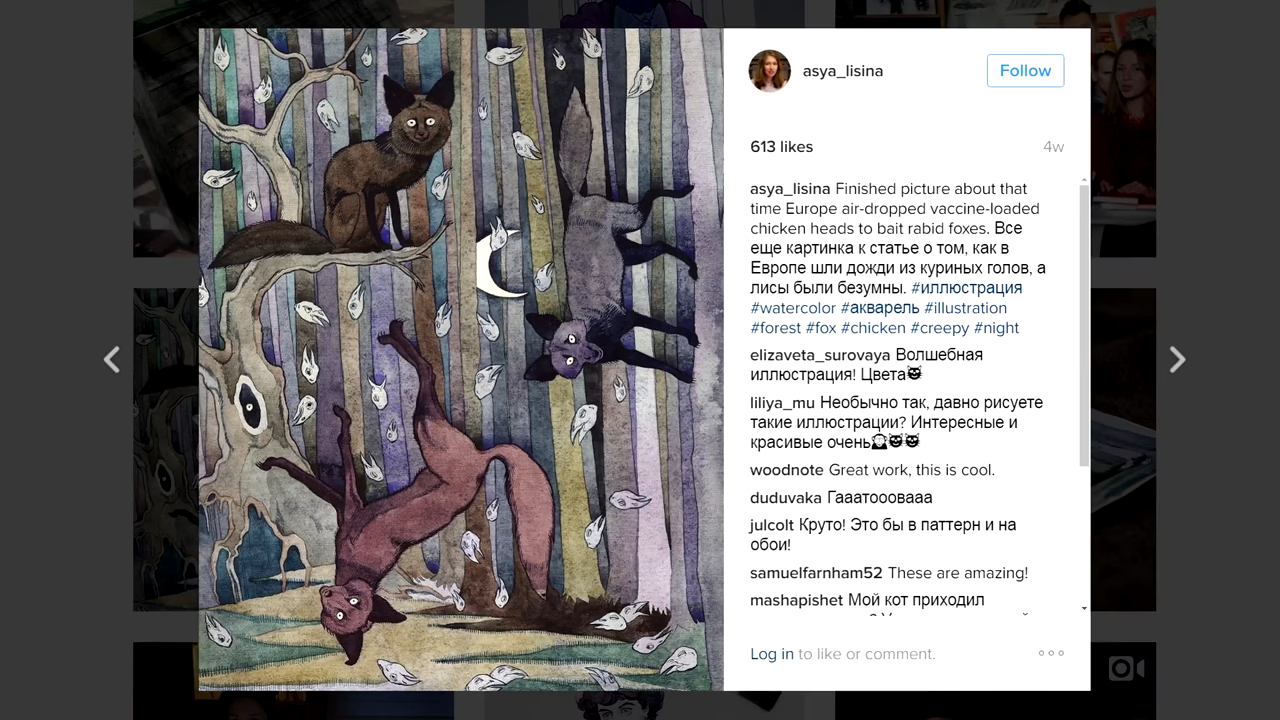 asya_lisina
Follow
613 likes
4w
asya_lisina Finished picture about that
time Europe air-dropped vaccine-loaded
chicken heads to bait rabid foxes. Все
еще картинка к статье о том, как в
Европе шли дожди из куриных голов, а
лисы были безумны. #иллюстрация
#watercolor #акварель #illustration
#forest #fox #chicken #creepy #night
elizaveta_surovaya Волшебная
иллюстрация! Цвета
liliya_mu Необычно так, давно рисуете
такие иллюстрации? Интересные и
красивые очень
woodnote Great work, this is cool.
duduvaka Гааатооовааа
julcolt Круто! Это бы в паттерн и на
обои!
samuelfarnham52 These are amazing!
mashapishet Мой кот приходил
Log in to like or comment.